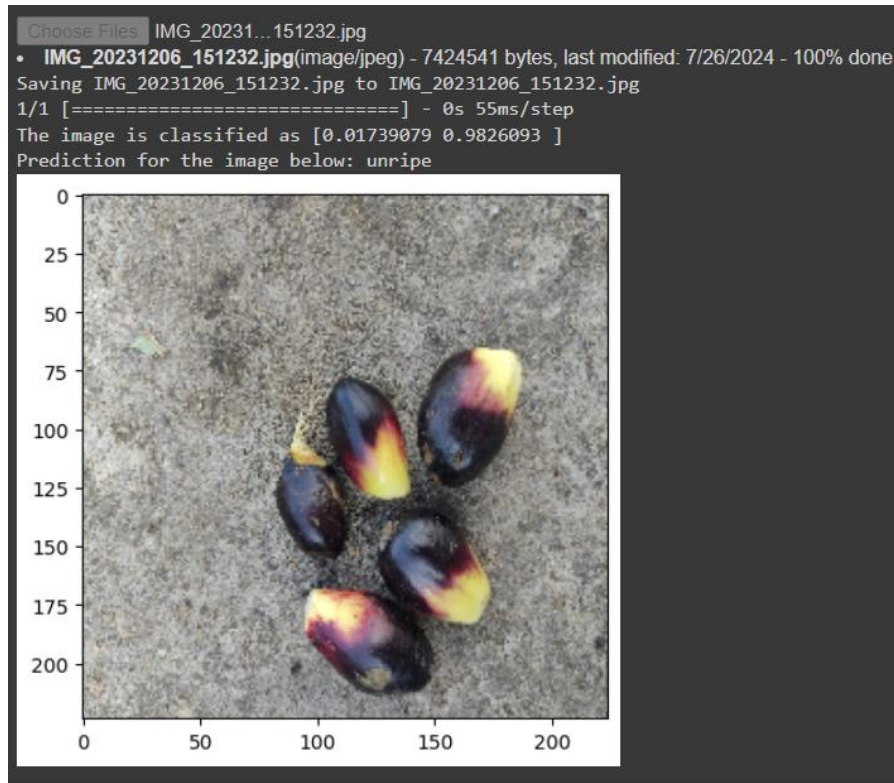 Choose Files IMG_20231...151232.jpg
• IMG_20231206_151232.jpg(image/jpeg) - 7424541 bytes, last modified: 7/26/2024 - 100% done
Saving IMG_20231206_151232.jpg to IMG_20231206_151232.jpg
1/1 [==============================] - 0s 55ms/step
The image is classified as [0.01739079 0.9826093 ]
Prediction for the image below: unripe
0
25
50
75
100
125
150
175
200
0 50 100 150 200